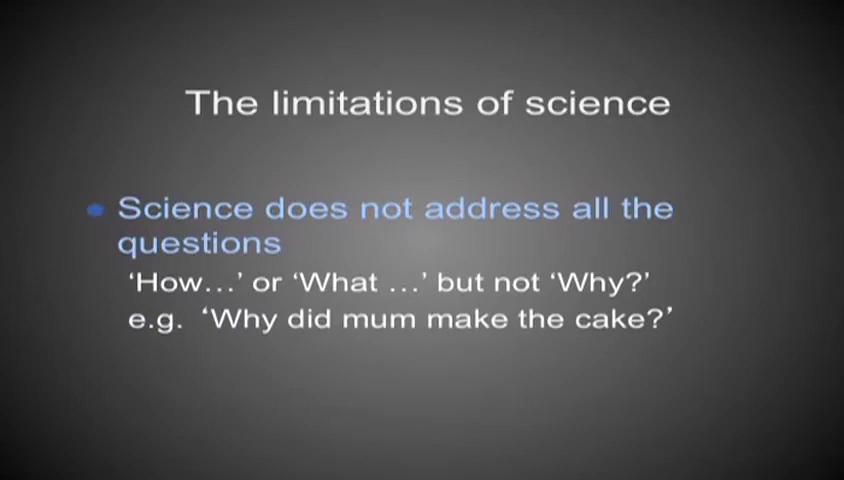 The limitations of science
Science does not address all the
questions
‘How…’ or ‘What …’ but not ‘Why?’
e.g. ‘Why did mum make the cake?’